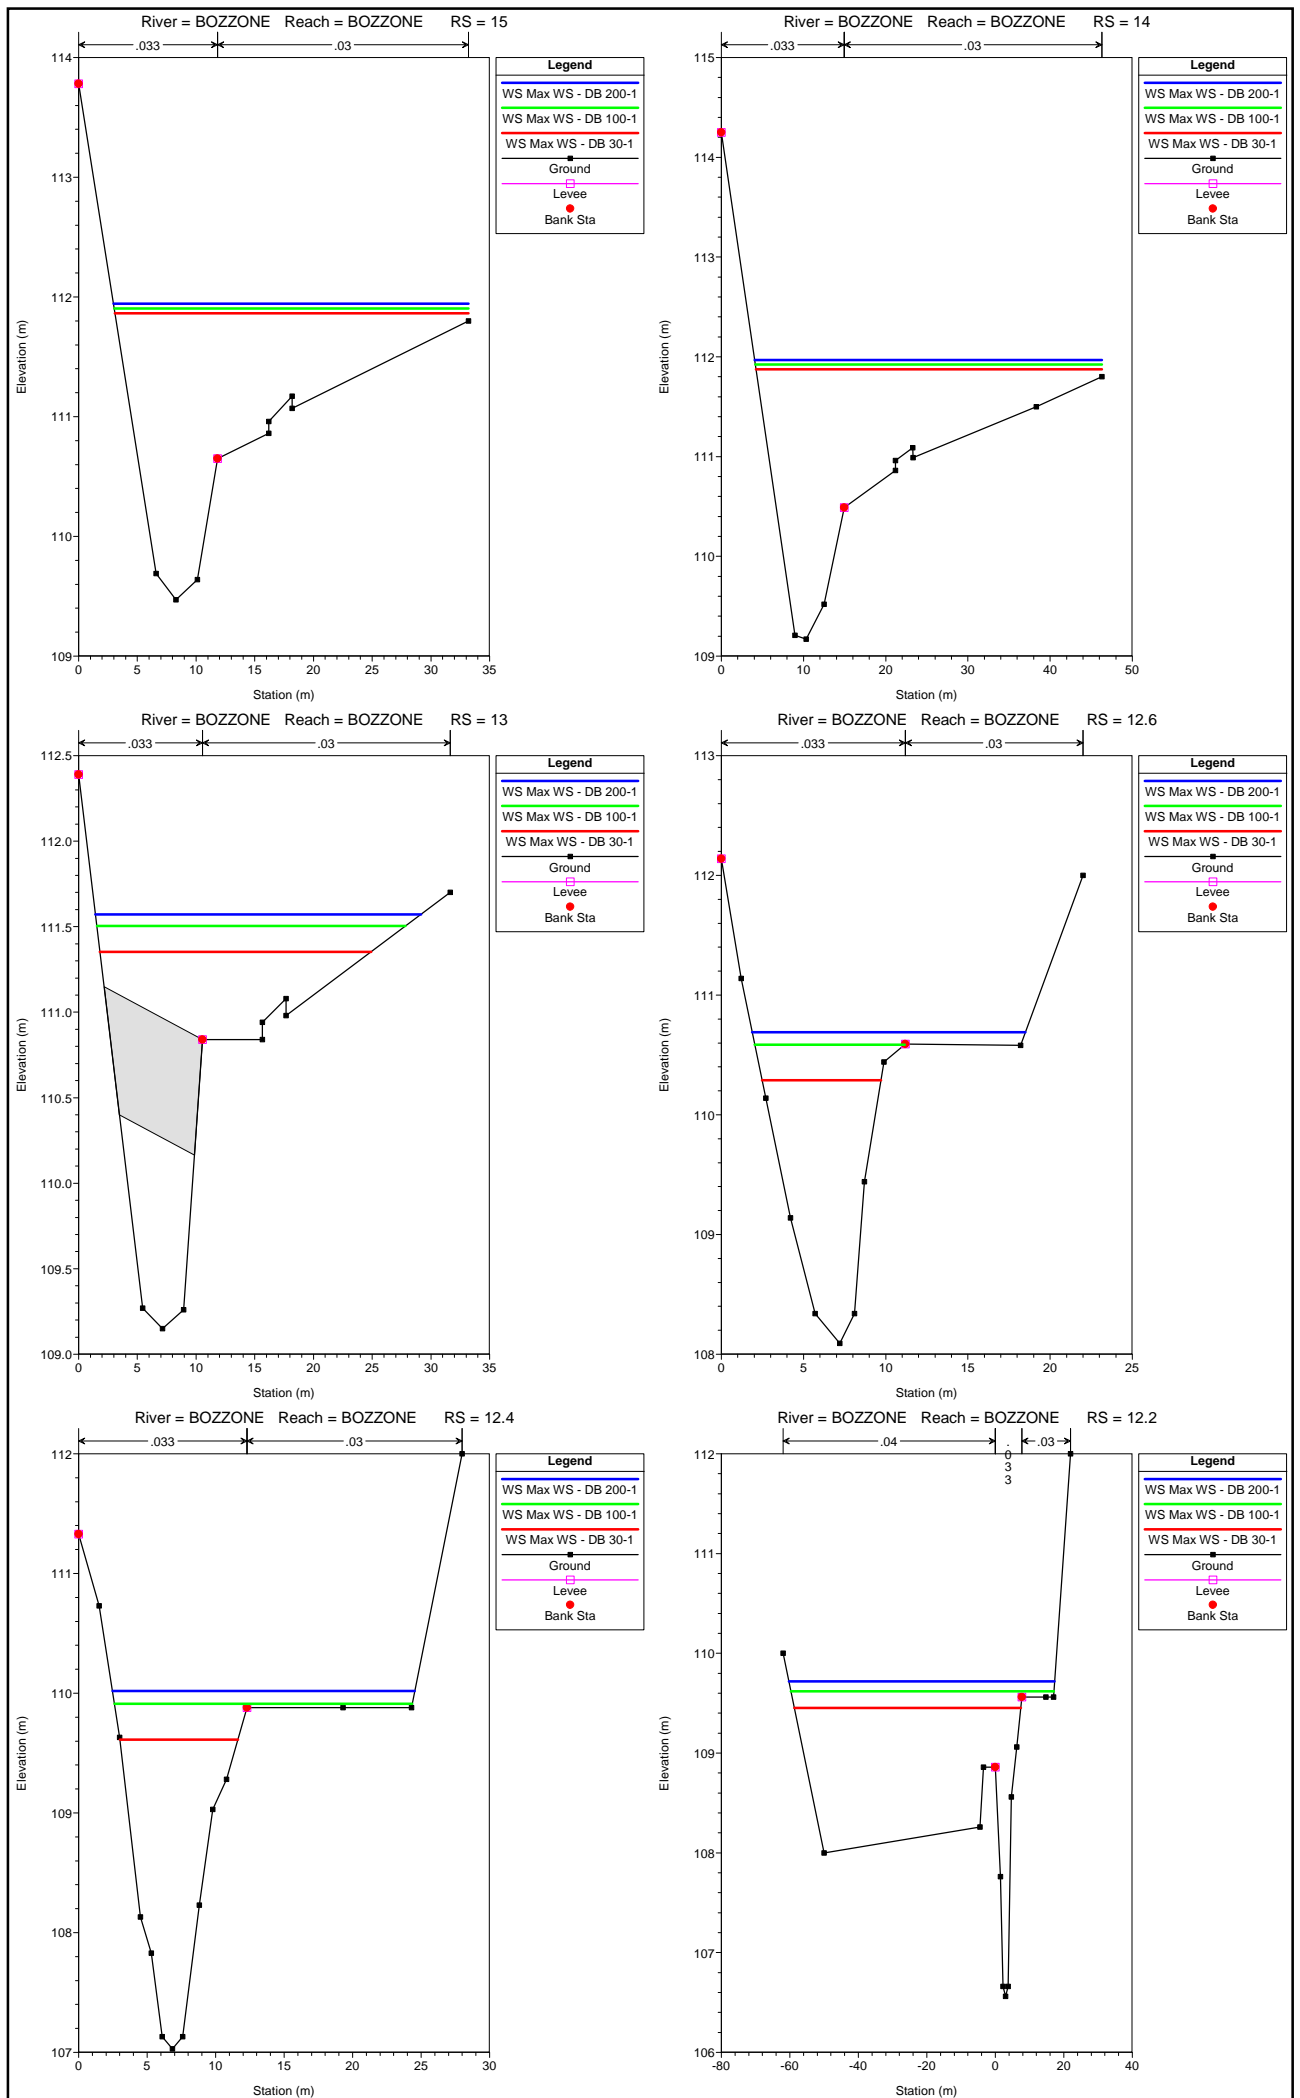 River = BOZZONE Reach = BOZZONE RS = 15
.033 .03
114
113
112
111
110
109
Elevation (m)
0 5 10 15 20 25 30 35
Station (m)
Legend
WS Max WS - DB 200-1
WS Max WS - DB 100-1
WS Max WS - DB 30-1
Ground
Levee
Bank Sta
River = BOZZONE Reach = BOZZONE RS = 14
.033 .03
115
114
113
112
111
110
109
Elevation (m)
0 10 20 30 40 50
Station (m)
Legend
WS Max WS - DB 200-1
WS Max WS - DB 100-1
WS Max WS - DB 30-1
Ground
Levee
Bank Sta
River = BOZZONE Reach = BOZZONE RS = 13
.033 .03
112.5
112.0
111.5
111.0
110.5
110.0
109.5
109.0
Elevation (m)
0 5 10 15 20 25 30 35
Station (m)
Legend
WS Max WS - DB 200-1
WS Max WS - DB 100-1
WS Max WS - DB 30-1
Ground
Levee
Bank Sta
River = BOZZONE Reach = BOZZONE RS = 12.6
.033 .03
113
112
111
110
109
108
Elevation (m)
0 5 10 15 20 25
Station (m)
Legend
WS Max WS - DB 200-1
WS Max WS - DB 100-1
WS Max WS - DB 30-1
Ground
Levee
Bank Sta
River = BOZZONE Reach = BOZZONE RS = 12.4
.033 .03
112
111
110
109
108
107
Elevation (m)
0 5 10 15 20 25 30
Station (m)
Legend
WS Max WS - DB 200-1
WS Max WS - DB 100-1
WS Max WS - DB 30-1
Ground
Levee
Bank Sta
River = BOZZONE Reach = BOZZONE RS = 12.2
.04 .033 .03
112
111
110
109
108
107
106
Elevation (m)
-80 -60 -40 -20 0 20 40
Station (m)
Legend
WS Max WS - DB 200-1
WS Max WS - DB 100-1
WS Max WS - DB 30-1
Ground
Levee
Bank Sta